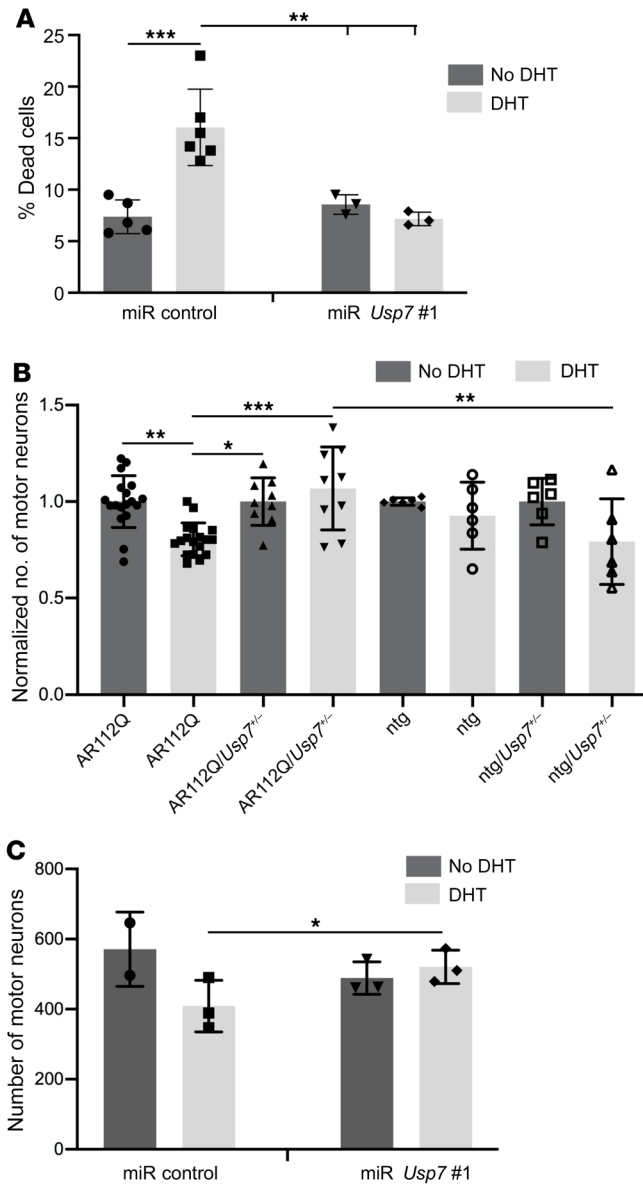 A
% Dead cells
25
20
15
10
5
0
***
**
No DHT
DHT
miR control
miR Usp7 #1
B
No DHT
DHT
Normalized no. of motor neurons
1.5
1.0
0.5
0.0
**
***
*
**
AR112Q
AR112Q
AR112Q/Usp7+/–
AR112Q/Usp7+/–
ntg
ntg
ntg/Usp7+/–
ntg/Usp7+/–
C
No DHT
DHT
Number of motor neurons
800
600
400
200
0
*
miR control
miR Usp7 #1